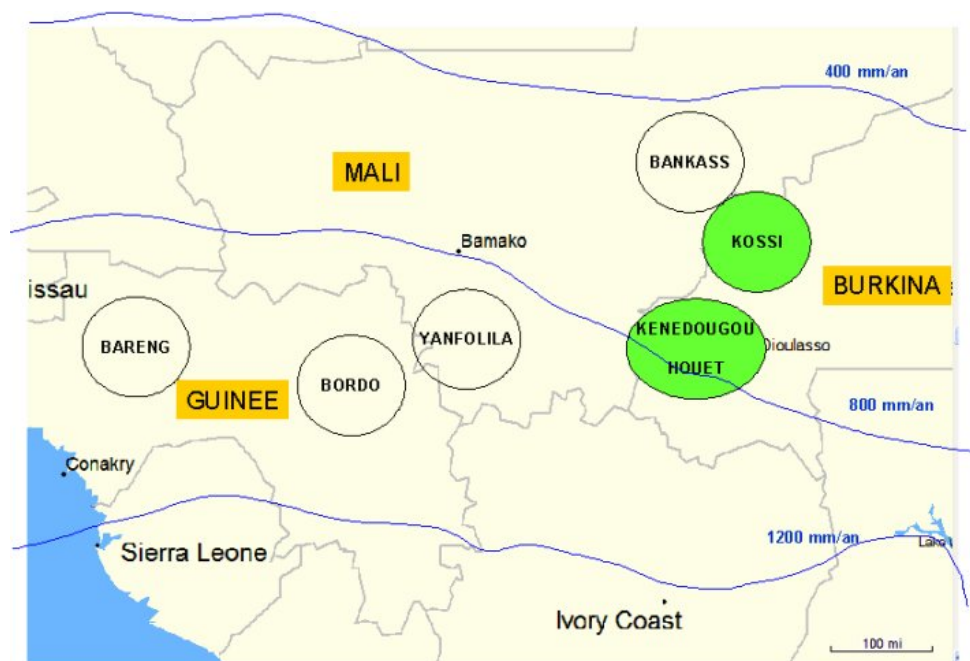 400 mm/an
BANKASS
MALI
KOSSI
Bamako
BURKINA
issau
KENEDOUGOU
YANFOLILA
BARENG
Dioulasso
HOUET
BORDO
GUINEE
800 mm/an
Conakry
1200 mm/an
Lake
Sierra Leone
Ivory Coast
100 mi